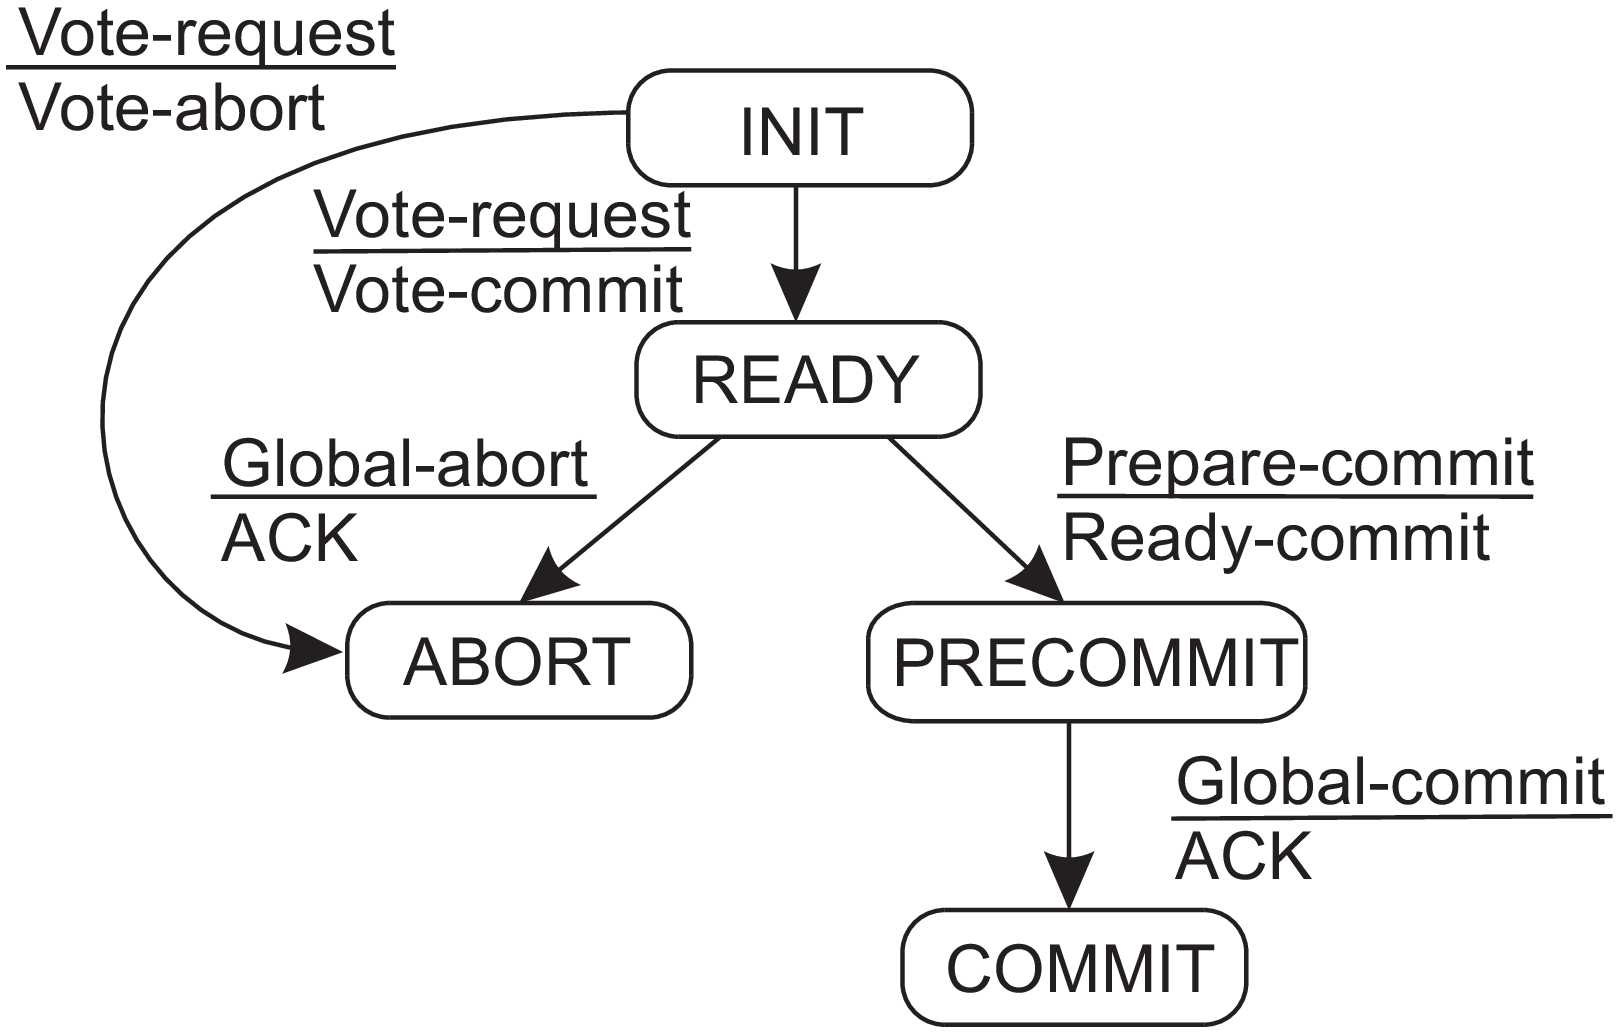 Vote-request
Vote-abort
INIT
Vote-request
Vote-commit
READY
Global-abort
ACK
Prepare-commit
Ready-commit
ABORT
PRECOMMIT
Global-commit
ACK
COMMIT